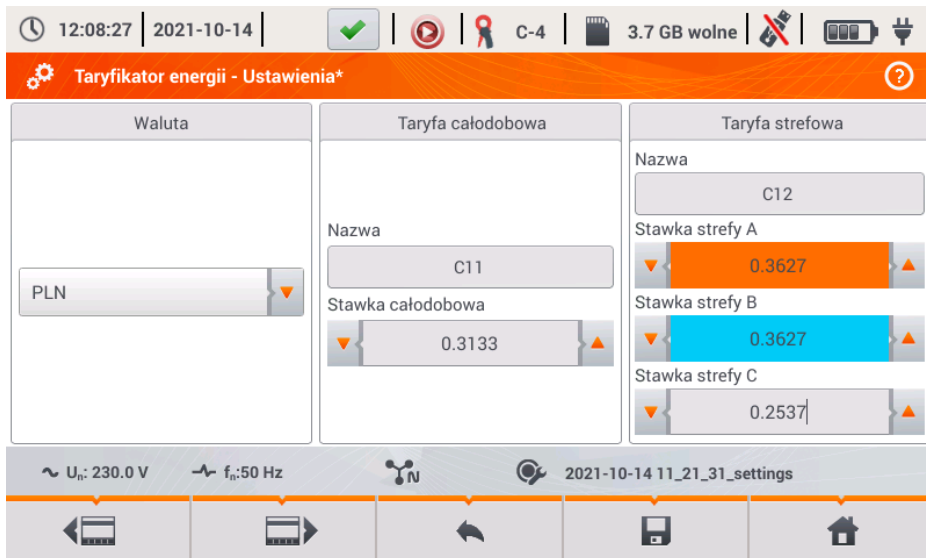 12:08:27 2021-10-14 C-4 3.7 GB wolne
Taryfikator energii - Ustawienia* ?
Waluta
PLN
Taryfa całodobowa
Nazwa
C11
Stawka całodobowa
0.3133
Taryfa strefowa
Nazwa
C12
Stawka strefy A
0.3627
Stawka strefy B
0.3627
Stawka strefy C
0.2537
Un: 230.0 V fn:50 Hz N 2021-10-14 11_21_31_settings